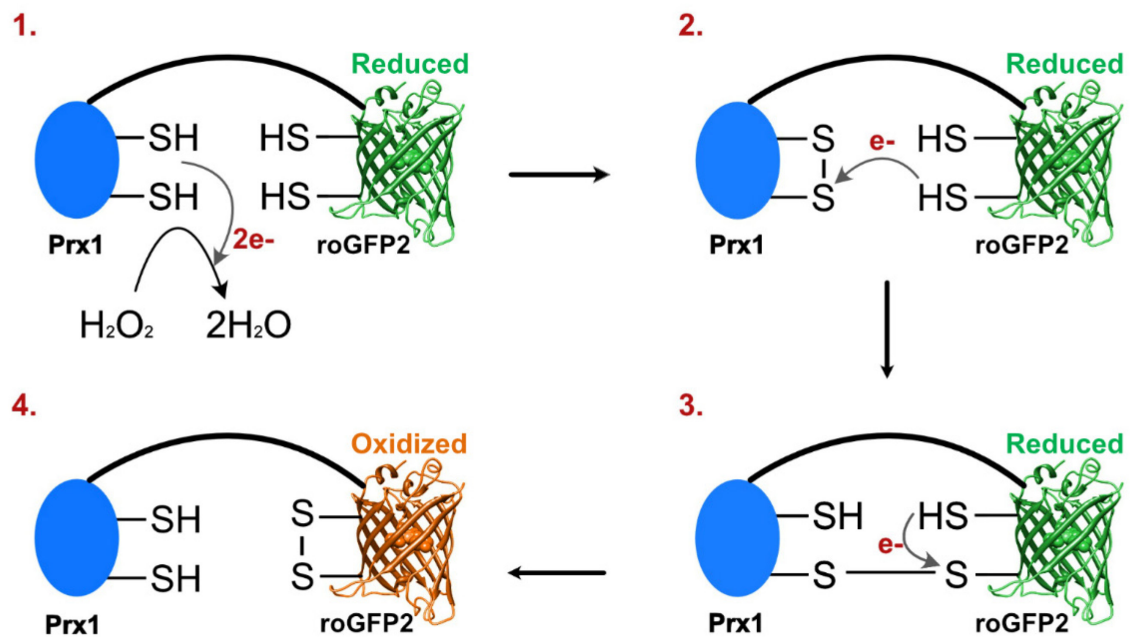 1.
Reduced
SH
HS
SH
HS
Prx1
2e-
roGFP2
H₂O₂
2H₂O
2.
Reduced
S
e-
HS
S
HS
Prx1
roGFP2
4.
Oxidized
SH
S
SH
S
Prx1
roGFP2
3.
Reduced
SH
HS
e-
S
S
Prx1
roGFP2